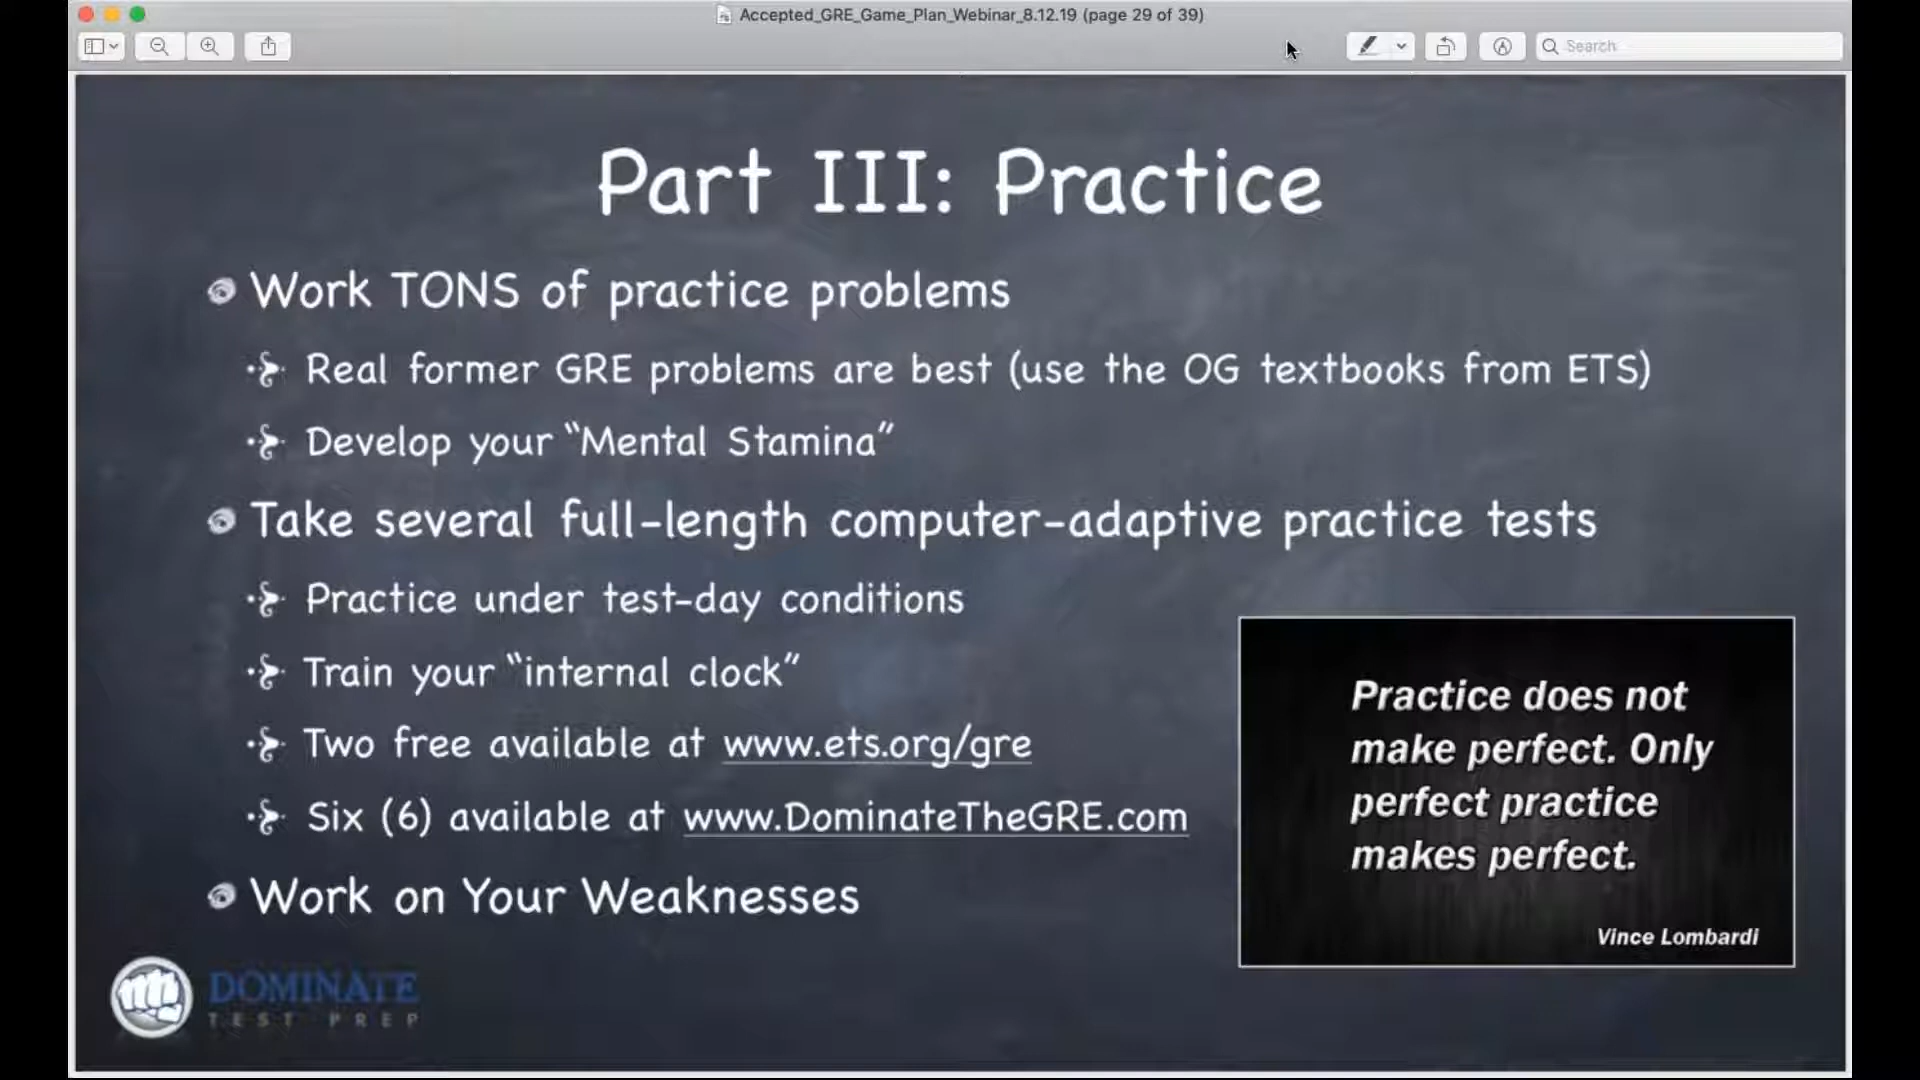 Accepted_GRE_Game_Plan_Webinar_8.12.19 (page 29 of 39)
Search
Part III: Practice
Work TONS of practice problems
Real former GRE problems are best (use the OG textbooks from ETS)
Develop your “Mental Stamina”
Take several full-length computer-adaptive practice tests
Practice under test-day conditions
Train your “internal clock”
Two free available at www.ets.org/gre
Six (6) available at www.DominateTheGRE.com
Work on Your Weaknesses
Practice does not
make perfect. Only
perfect practice
makes perfect.
Vince Lombardi
DOMINATE
TEST PREP